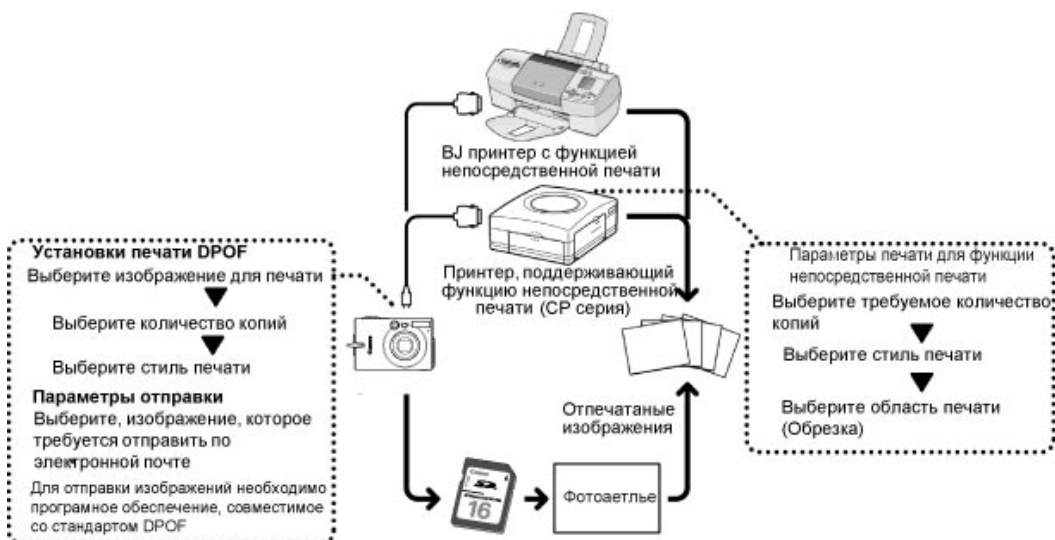 BJ принтер с функцией
непосредственной печати
Установки печати DPOF
Выберите изображение для печати
Выберите количество копий
Выберите стиль печати
Параметры отправки
Выберите, изображение, которое
требуется отправить по
электронной почте
Для отправки изображений необходимо
програмное обеспечение, совместимое
со стандартом DPOF
Принтер, поддерживающий
функцию непосредственной
печати (СР серия)
Параметры печати для функции
непосредственной печати
Выберите требуемое количество
копий
Выберите стиль печати
Выберите область печати
(Обрезка)
Отпечатаные
изображения
Canon
16
Фотоаетлье